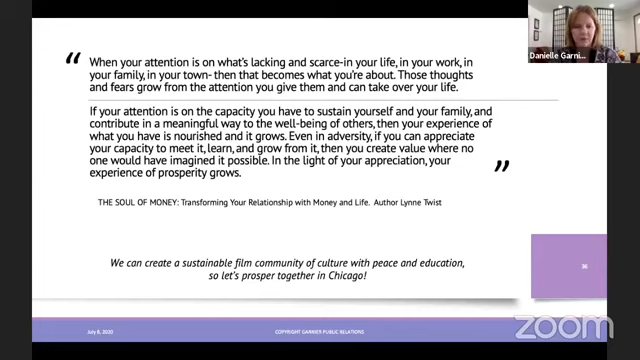 Danielle Garni...
“
When your attention is on what's lacking and scarce-in your life, in your work, in
your family, in your town- then that becomes what you're about. Those thoughts
and fears grow from the attention you give them and can take over your life.
If your attention is on the capacity you have to sustain yourself and your family, and
contribute in a meaningful way to the well-being of others, then your experience of
what you have is nourished and it grows. Even in adversity, if you can appreciate
your capacity to meet it, learn, and grow from it, then you create value where no
one would have imagined it possible. In the light of your appreciation, your
experience of prosperity grows.
”
THE SOUL OF MONEY: Transforming Your Relationship with Money and Life. Author Lynne Twist
We can create a sustainable film community of culture with peace and education,
so let's prosper together in Chicago!
36
July 8, 2020
COPYRIGHT GARNIER PUBLIC RELATIONS
zoom